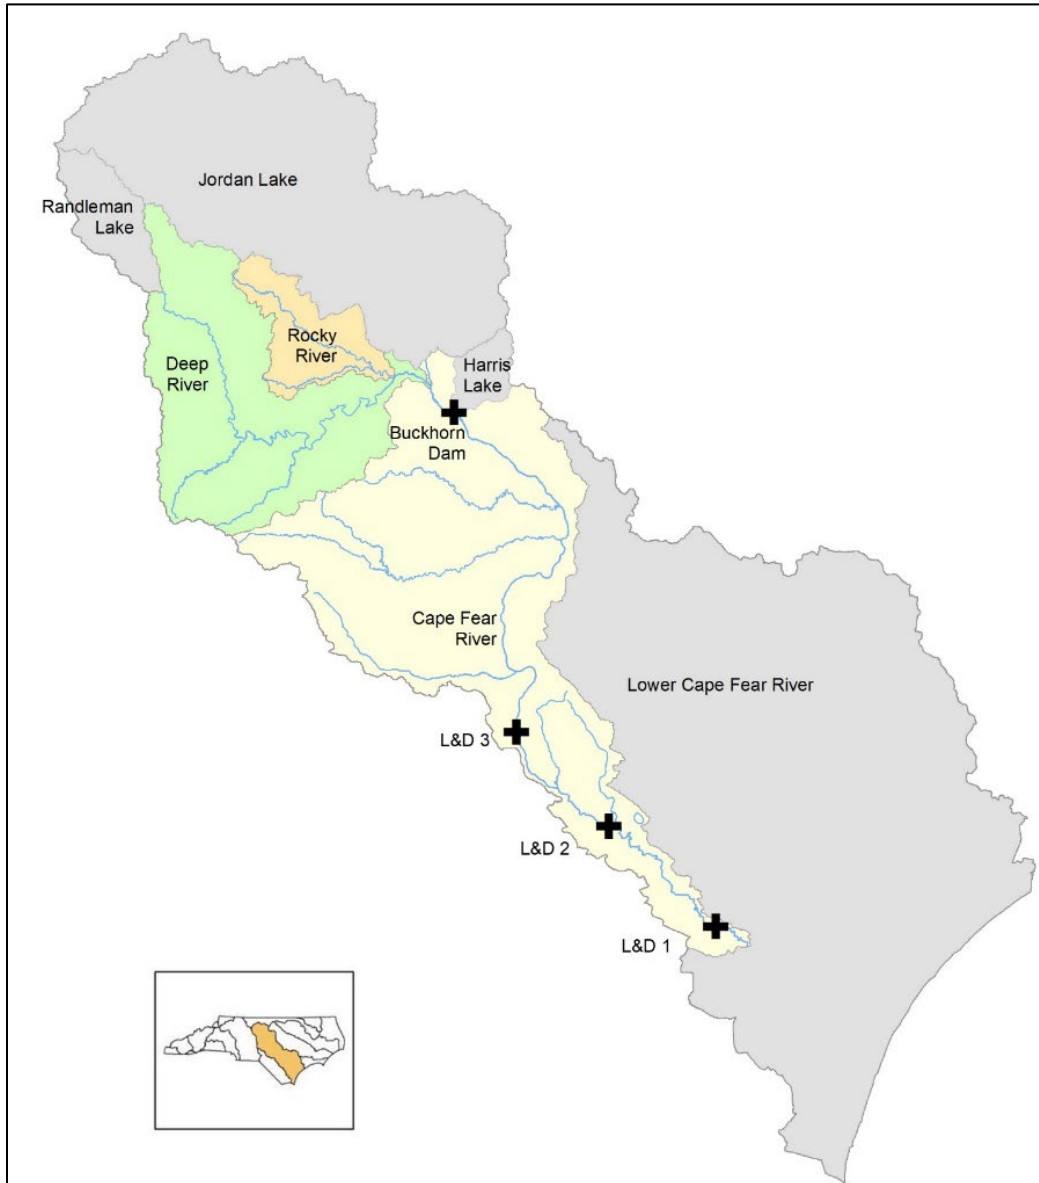 Jordan Lake
Randleman
Lake
Rocky
River
Deep
River
Harris
Lake
Buckhorn
Dam
Cape Fear
River
Lower Cape Fear River
L&D 3
L&D 2
L&D 1